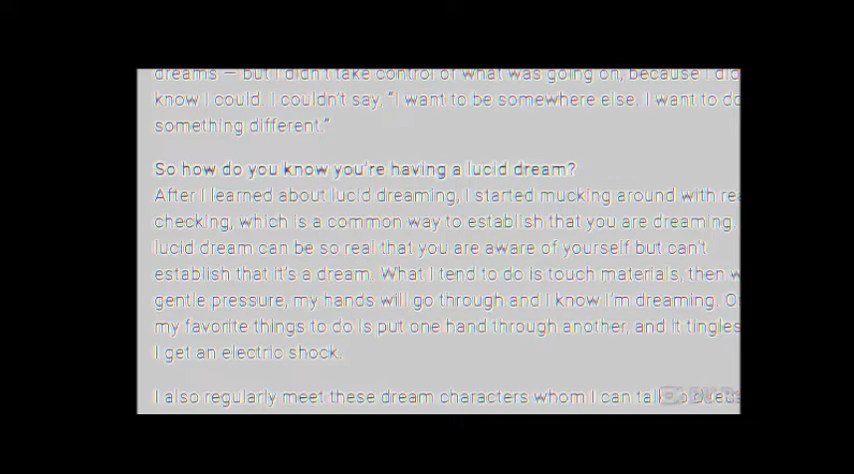 dreams — but I didn't take control of what was going on, because I did
know I could. I couldn't say, "I want to be somewhere else. I want to do
something different."
So how do you know you're having a lucid dream?
After I learned about lucid dreaming, I started mucking around with rea
checking, which is a common way to establish that you are dreaming.
lucid dream can be so real that you are aware of yourself but can't
establish that it's a dream. What I tend to do is touch materials, then w
gentle pressure, my hands will go through and I know I'm dreaming. O
my favorite things to do is put one hand through another, and it tingles
I get an electric shock.
I also regularly meet these dream characters whom I can talk